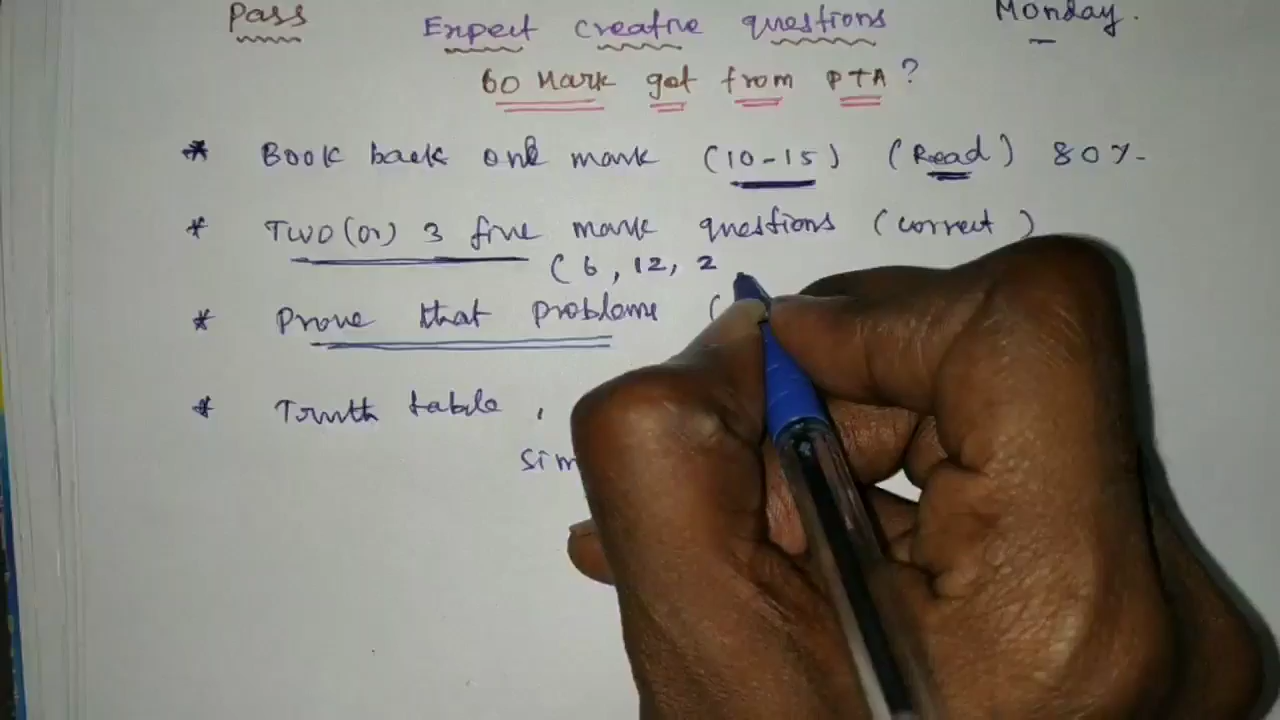 Pass Expect creative questions Monday.
60 Mark get from PTA?
* Book back one mark (10-15) (Read) 80%
* Two (or) 3 five mark questions (correct)
(6, 12, 2
* Prove that problems (
* Truth table,
sim